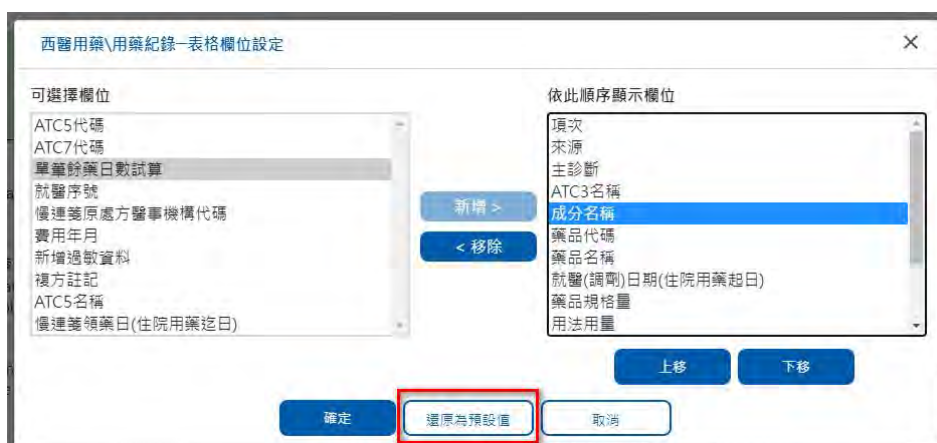 西醫用藥\用藥紀錄─表格欄位設定
可選擇欄位
ATC5代碼
ATC7代碼
單筆餘藥日數試算
就醫序號
慢連箋原處方醫事機構代碼
費用年月
新增過敏資料
複方註記
ATC5名稱
慢連箋領藥日(住院用藥迄日)
新增 >
< 移除
依此順序顯示欄位
項次
來源
主診斷
ATC3名稱
成分名稱
藥品代碼
藥品名稱
就醫(調劑)日期(住院用藥起日)
藥品規格量
用法用量
上移
下移
確定
還原為預設值
取消